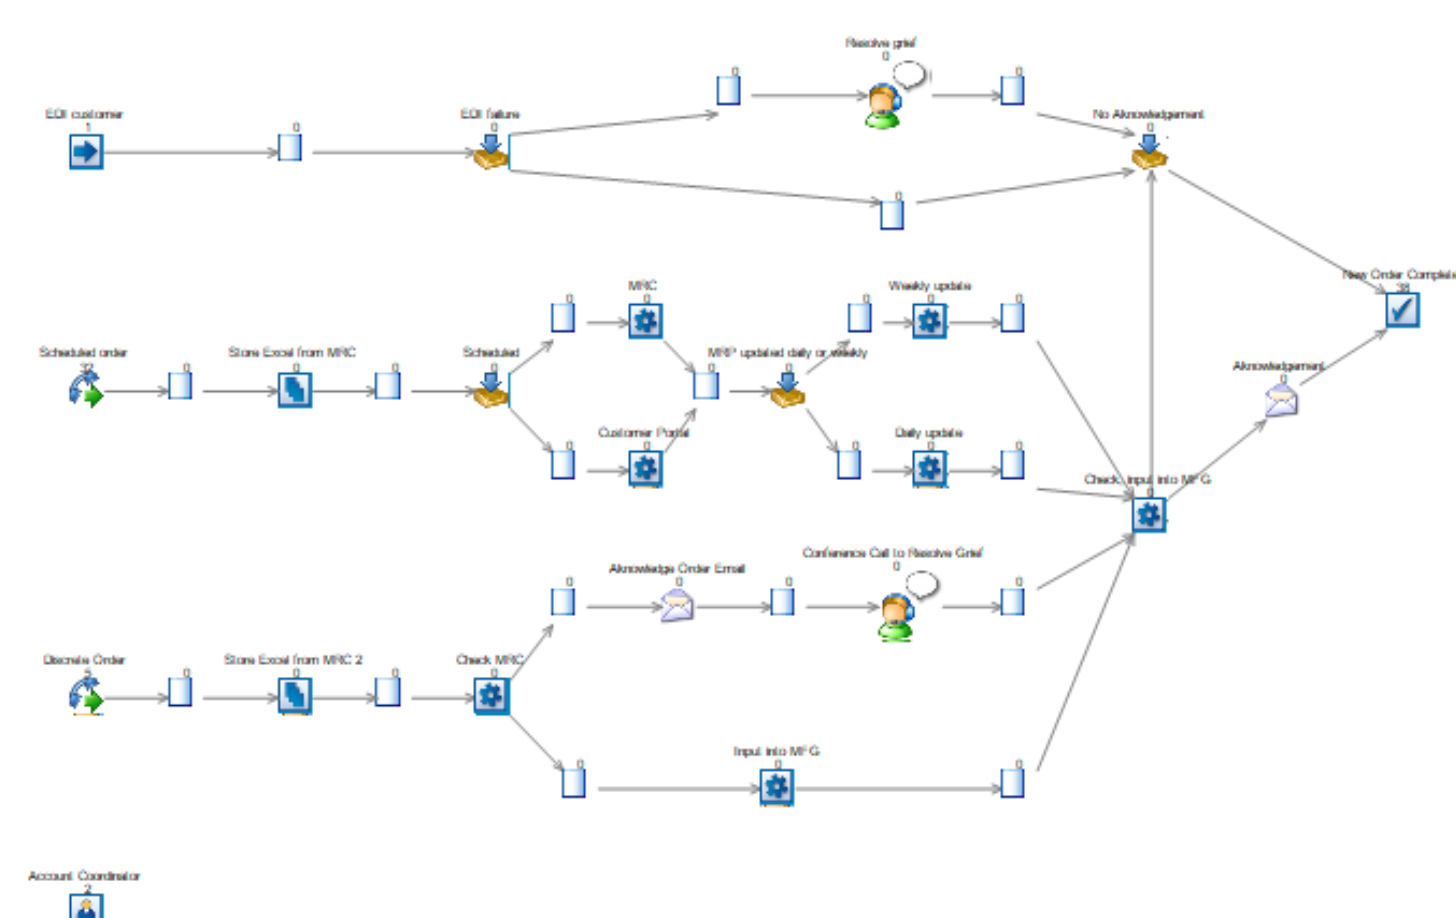 Resolve grief
0
0
0
EDI customer
1
0
EDI failure
0
No Aknowledgement
0
0
New Order Complete
38
MRC
0
Weekly update
0
0
0
0
Scheduled order
32
0
Store Excel from MRC
0
0
Scheduled
0
0
MRP updated daily or weekly
0
Aknowledgement
0
Customer Portal
0
Daily update
0
0
0
0
Check, input into MFG
0
Conference Call to Resolve Grief
0
Aknowledge Order Email
0
0
0
0
Discrete Order
5
0
Store Excel from MRC 2
0
0
Check MRC
0
Input into MFG
0
0
0
Account Coordinator
2